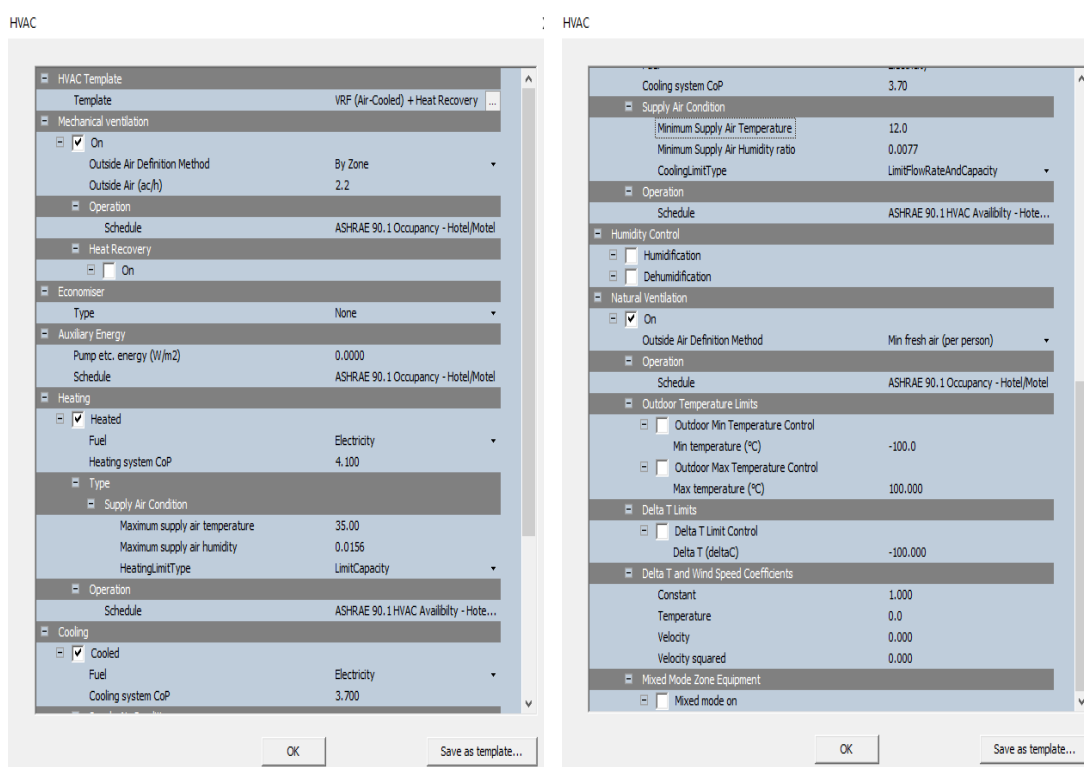 HVAC
HVAC Template
Template VRF (Air-Cooled) + Heat Recovery ...
Mechanical ventilation
On
Outside Air Definition Method By Zone
Outside Air (ac/h) 2.2
Operation
Schedule ASHRAE 90.1 Occupancy - Hotel/Motel
Heat Recovery
On
Economiser
Type None
Auxiliary Energy
Pump etc. energy (W/m2) 0.0000
Schedule ASHRAE 90.1 Occupancy - Hotel/Motel
Heating
Heated
Fuel Electricity
Heating system CoP 4.100
Type
Supply Air Condition
Maximum supply air temperature 35.00
Maximum supply air humidity 0.0156
HeatingLimitType LimitCapacity
Operation
Schedule ASHRAE 90.1 HVAC Availibilty - Hote...
Cooling
Cooled
Fuel Electricity
Cooling system CoP 3.700
OK Save as template...
HVAC
Cooling system CoP 3.70
Supply Air Condition
Minimum Supply Air Temperature 12.0
Minimum Supply Air Humidity ratio 0.0077
CoolingLimitType LimitFlowRateAndCapacity
Operation
Schedule ASHRAE 90.1 HVAC Availibilty - Hote...
Humidity Control
Humidification
Dehumidification
Natural Ventilation
On
Outside Air Definition Method Min fresh air (per person)
Operation
Schedule ASHRAE 90.1 Occupancy - Hotel/Motel
Outdoor Temperature Limits
Outdoor Min Temperature Control
Min temperature (ºC) -100.0
Outdoor Max Temperature Control
Max temperature (ºC) 100.000
Delta T Limits
Delta T Limit Control
Delta T (deltaC) -100.000
Delta T and Wind Speed Coefficients
Constant 1.000
Temperature 0.0
Velocity 0.000
Velocity squared 0.000
Mixed Mode Zone Equipment
Mixed mode on
OK Save as template...